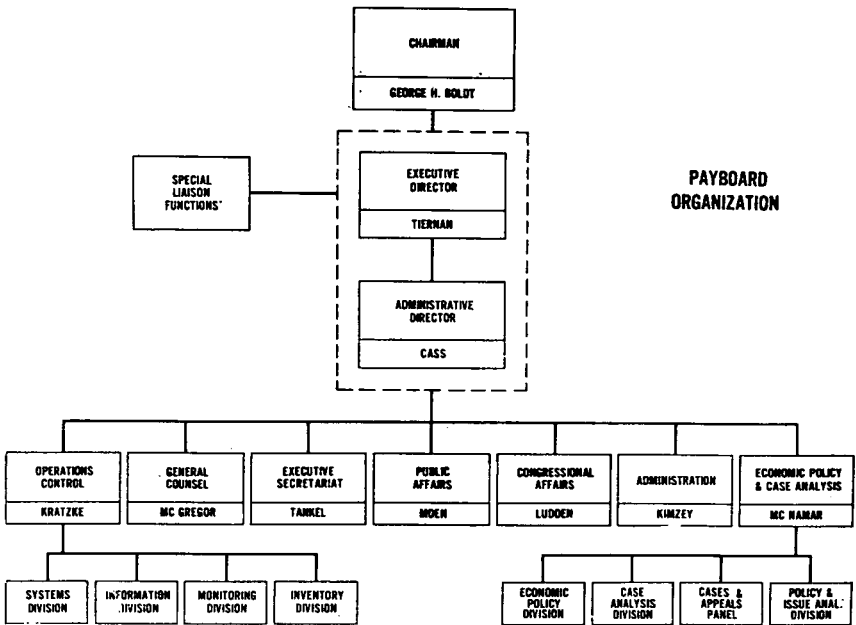 CHAIRMAN
GEORGE H. BOLDT
SPECIAL
LIAISON
FUNCTIONS
EXECUTIVE
DIRECTOR
TIERNAN
PAYBOARD
ORGANIZATION
ADMINISTRATIVE
DIRECTOR
CASS
OPERATIONS
CONTROL
KRATZKE
GENERAL
COUNSEL
MC GREGOR
EXECUTIVE
SECRETARIAT
TANKEL
PUBLIC
AFFAIRS
MOEN
CONGRESSIONAL
AFFAIRS
LUDDEN
ADMINISTRATION
KIMZEY
ECONOMIC POLICY
& CASE ANALYSIS
MC NAMAR
SYSTEMS
DIVISION
INFORMATION
DIVISION
MONITORING
DIVISION
INVENTORY
DIVISION
ECONOMIC
POLICY
DIVISION
CASE
ANALYSIS
DIVISION
CASES &
APPEALS
PANEL
POLICY &
ISSUE ANAL.
DIVISION